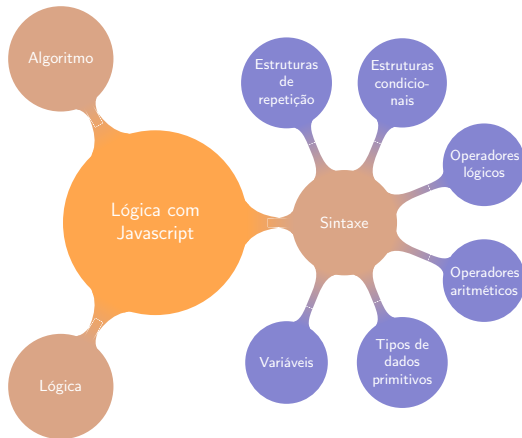 Algoritmo
Estruturas
de
repetição
Estruturas
condicio-
nais
Operadores
lógicos
Lógica com
Javascript
Sintaxe
Operadores
aritméticos
Variáveis
Tipos de
dados
primitivos
Lógica